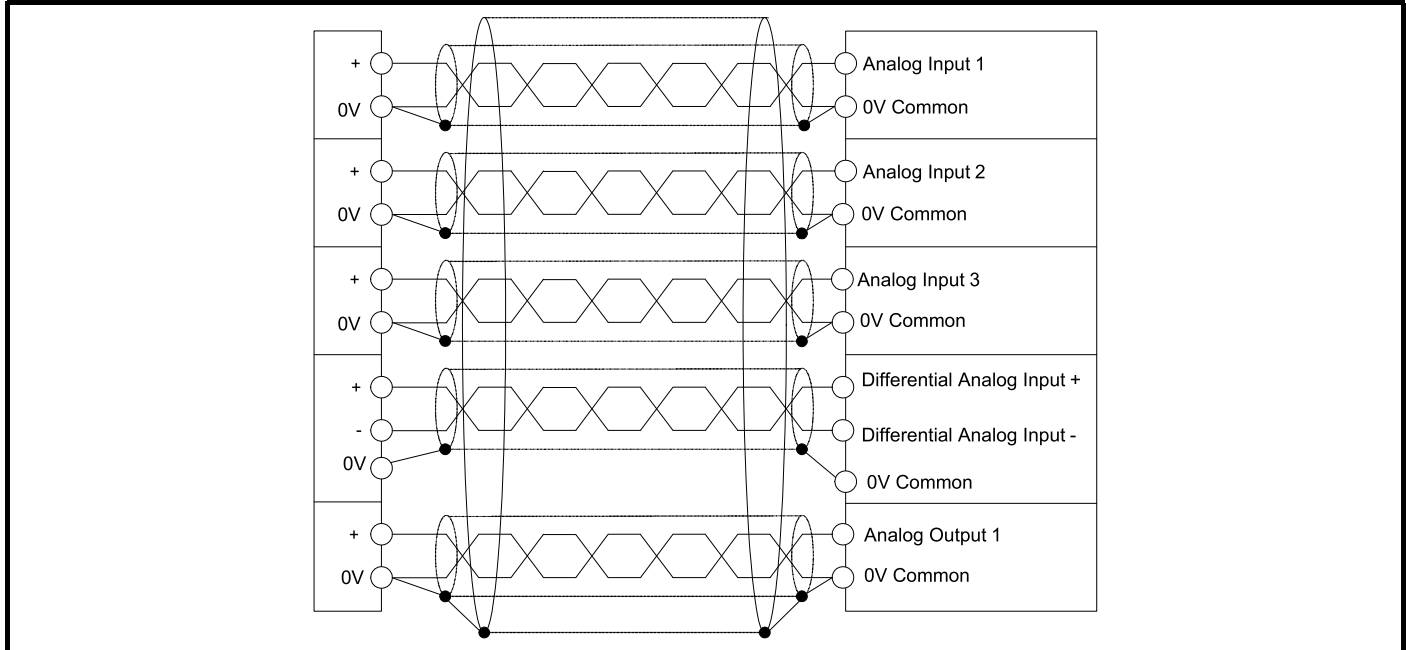 + Analog Input 1
0V 0V Common
+ Analog Input 2
0V 0V Common
+ Analog Input 3
0V 0V Common
+ Differential Analog Input +
- Differential Analog Input -
0V 0V Common
+ Analog Output 1
0V 0V Common